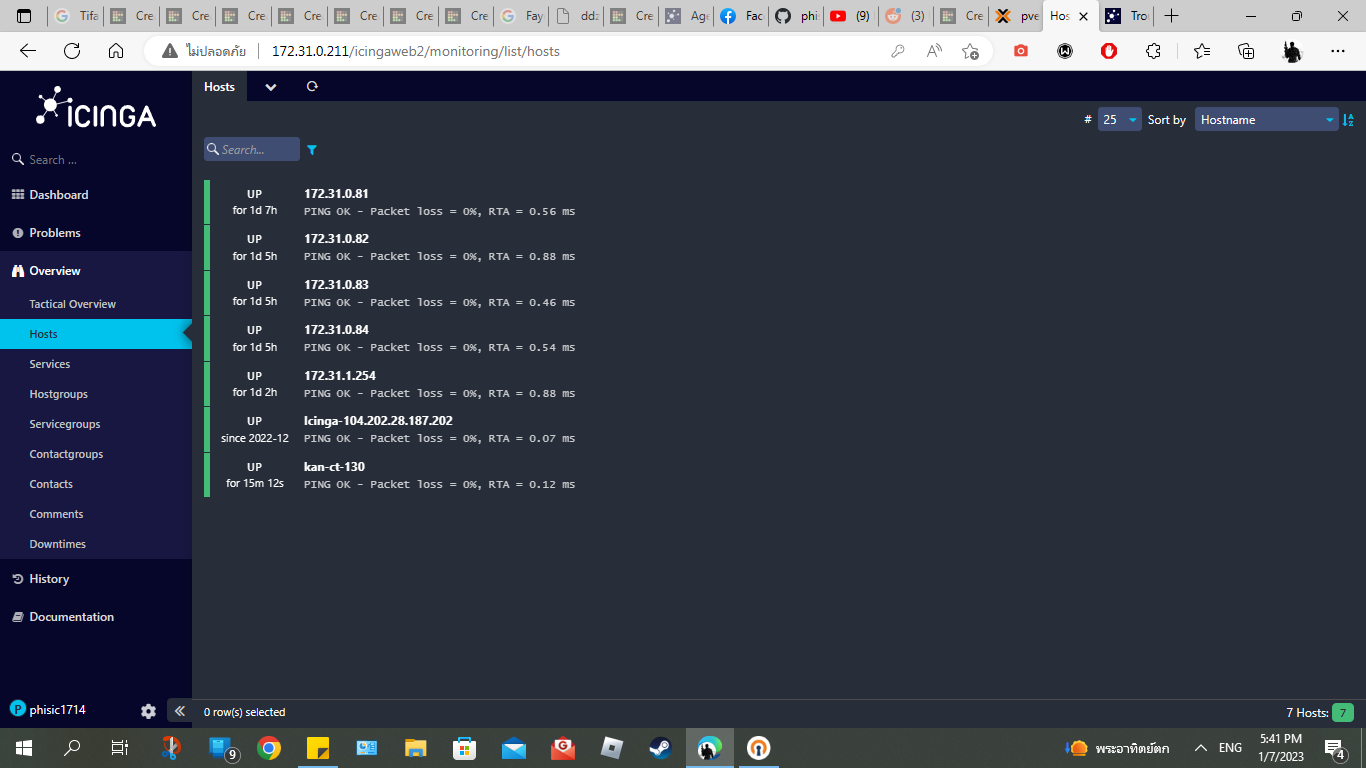 Tifa
Cre
Cre
Cre
Cre
Cre
Cre
Cre
Fay
ddz
Cre
Age
Fac
phi
(9)
(3)
Cre
pve
Hos
Tro
ไม่ปลอดภัย
172.31.0.211/icingaweb2/monitoring/list/hosts
ICINGA
Search ...
Dashboard
Problems
Overview
Tactical Overview
Hosts
Services
Hostgroups
Servicegroups
Contactgroups
Contacts
Comments
Downtimes
History
Documentation
P phisic1714
Hosts
# 25 Sort by Hostname
Search...
UP 172.31.0.81
for 1d 7h PING OK - Packet loss = 0%, RTA = 0.56 ms
UP 172.31.0.82
for 1d 5h PING OK - Packet loss = 0%, RTA = 0.88 ms
UP 172.31.0.83
for 1d 5h PING OK - Packet loss = 0%, RTA = 0.46 ms
UP 172.31.0.84
for 1d 5h PING OK - Packet loss = 0%, RTA = 0.54 ms
UP 172.31.1.254
for 1d 2h PING OK - Packet loss = 0%, RTA = 0.88 ms
UP Icinga-104.202.28.187.202
since 2022-12 PING OK - Packet loss = 0%, RTA = 0.07 ms
UP kan-ct-130
for 15m 12s PING OK - Packet loss = 0%, RTA = 0.12 ms
0 row(s) selected
7 Hosts: 7
9
พระอาทิตย์ตก
ENG
5:41 PM
1/7/2023
4